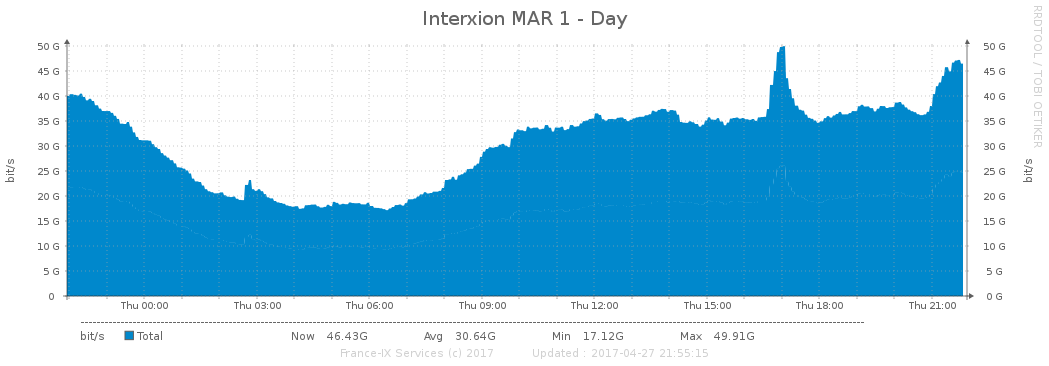 Interxion MAR 1 - Day
RRDTOOL / TOBI OETIKER
50 G 50 G
45 G 45 G
40 G 40 G
35 G 35 G
30 G 30 G
25 G 25 G
20 G 20 G
15 G 15 G
10 G 10 G
5 G 5 G
0 0 G
bit/s bit/s
Thu 00:00 Thu 03:00 Thu 06:00 Thu 09:00 Thu 12:00 Thu 15:00 Thu 18:00 Thu 21:00
bit/s Total Now 46.43G Avg 30.64G Min 17.12G Max 49.91G
France-IX Services (c) 2017 Updated : 2017-04-27 21:55:15